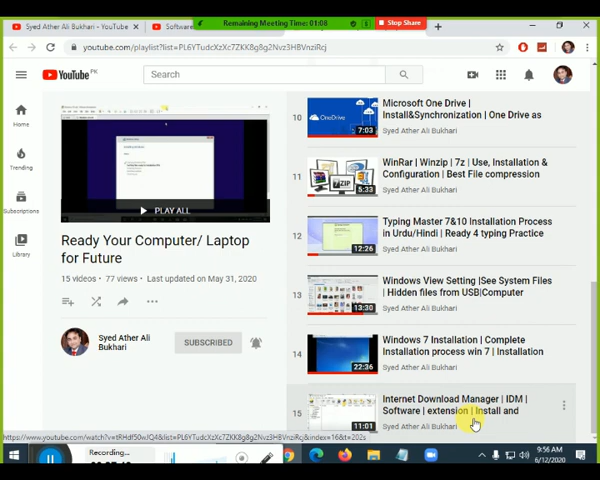 Syed Ather Ali Bukhari - YouTube
Software
Remaining Meeting Time: 01:08
Stop Share
youtube.com/playlist?list=PL6YTudcXzXc7ZKK8g8g2Nvz3HBVnziRcj
YouTube PK
Search
Home
Trending
Subscriptions
Library
PLAY ALL
Ready Your Computer/ Laptop
for Future
15 videos • 77 views • Last updated on May 31, 2020
Syed Ather Ali
Bukhari
SUBSCRIBED
10
OneDrive
7:03
Microsoft One Drive |
Install&Synchronization | One Drive as
Syed Ather Ali Bukhari
11
7ZIP
5:33
WinRar | Winzip | 7z | Use, Installation &
Configuration | Best File compression
Syed Ather Ali Bukhari
12
12:26
Typing Master 7&10 Installation Process
in Urdu/Hindi | Ready 4 typing Practice
Syed Ather Ali Bukhari
13
13:30
Windows View Setting |See System Files
| Hidden files from USB|Computer
Syed Ather Ali Bukhari
14
22:36
Windows 7 Installation | Complete
Installation process win 7 | Installation
Syed Ather Ali Bukhari
15
11:01
Internet Download Manager | IDM |
Software | extension | Install and
Syed Ather Ali Bukhari
https://www.youtube.com/watch?v=tRHdf50wJQ4&list=PL6YTudcXzXc7ZKK8g8g2Nvz3HBVnziRcj&index=16&t=202s
Recording...
9:56 AM
6/12/2020